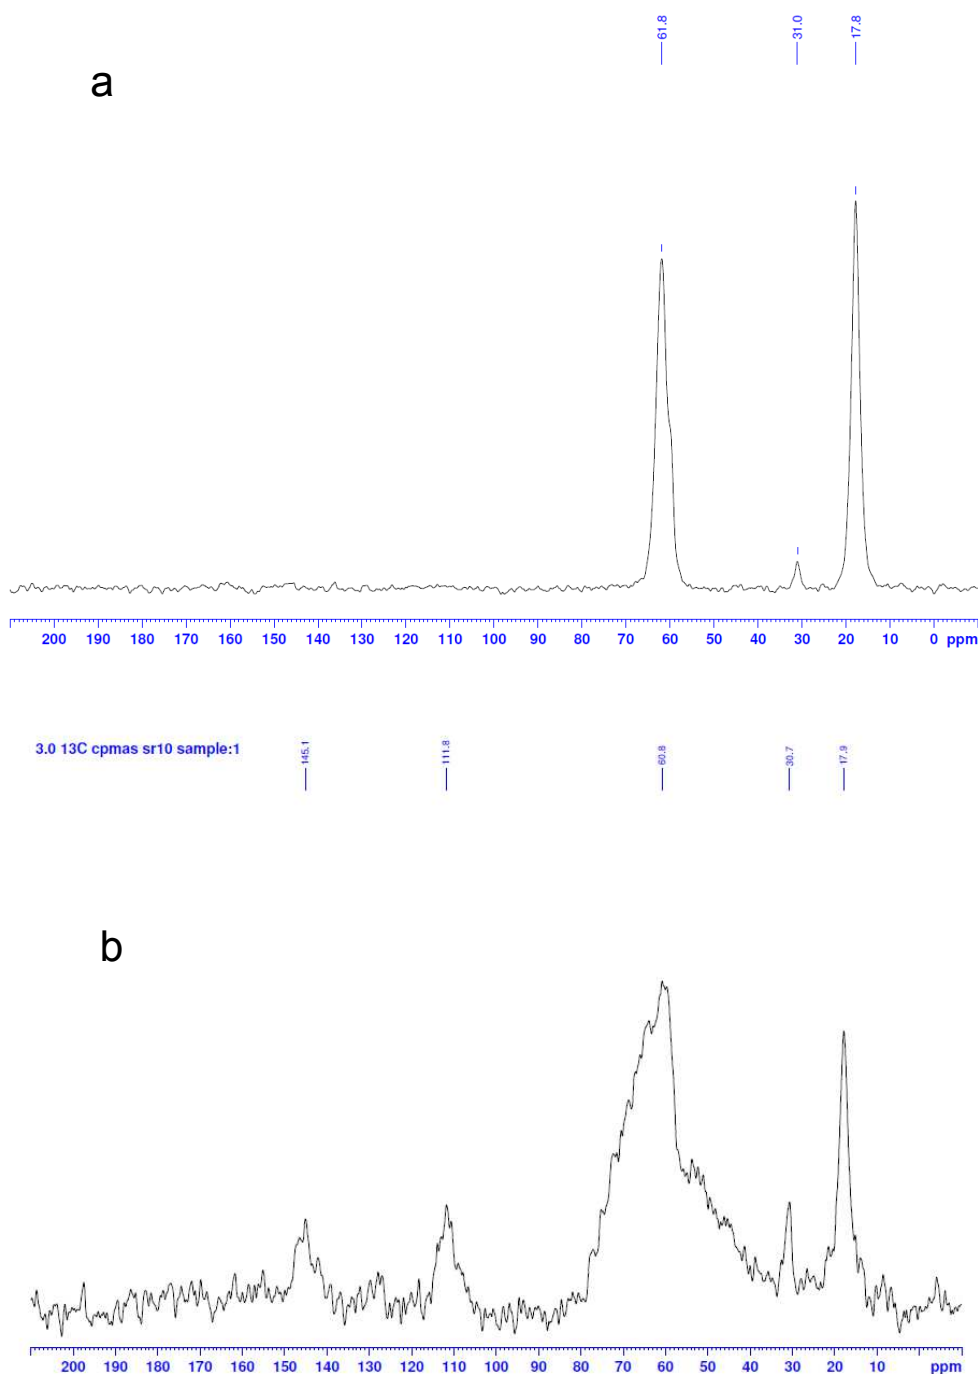 61.8 31.0 17.8
a
200 190 180 170 160 150 140 130 120 110 100 90 80 70 60 50 40 30 20 10 0 ppm
3.0 13C cpmas sr10 sample:1
145.1 111.8 60.8 30.7 17.9
b
200 190 180 170 160 150 140 130 120 110 100 90 80 70 60 50 40 30 20 10 ppm